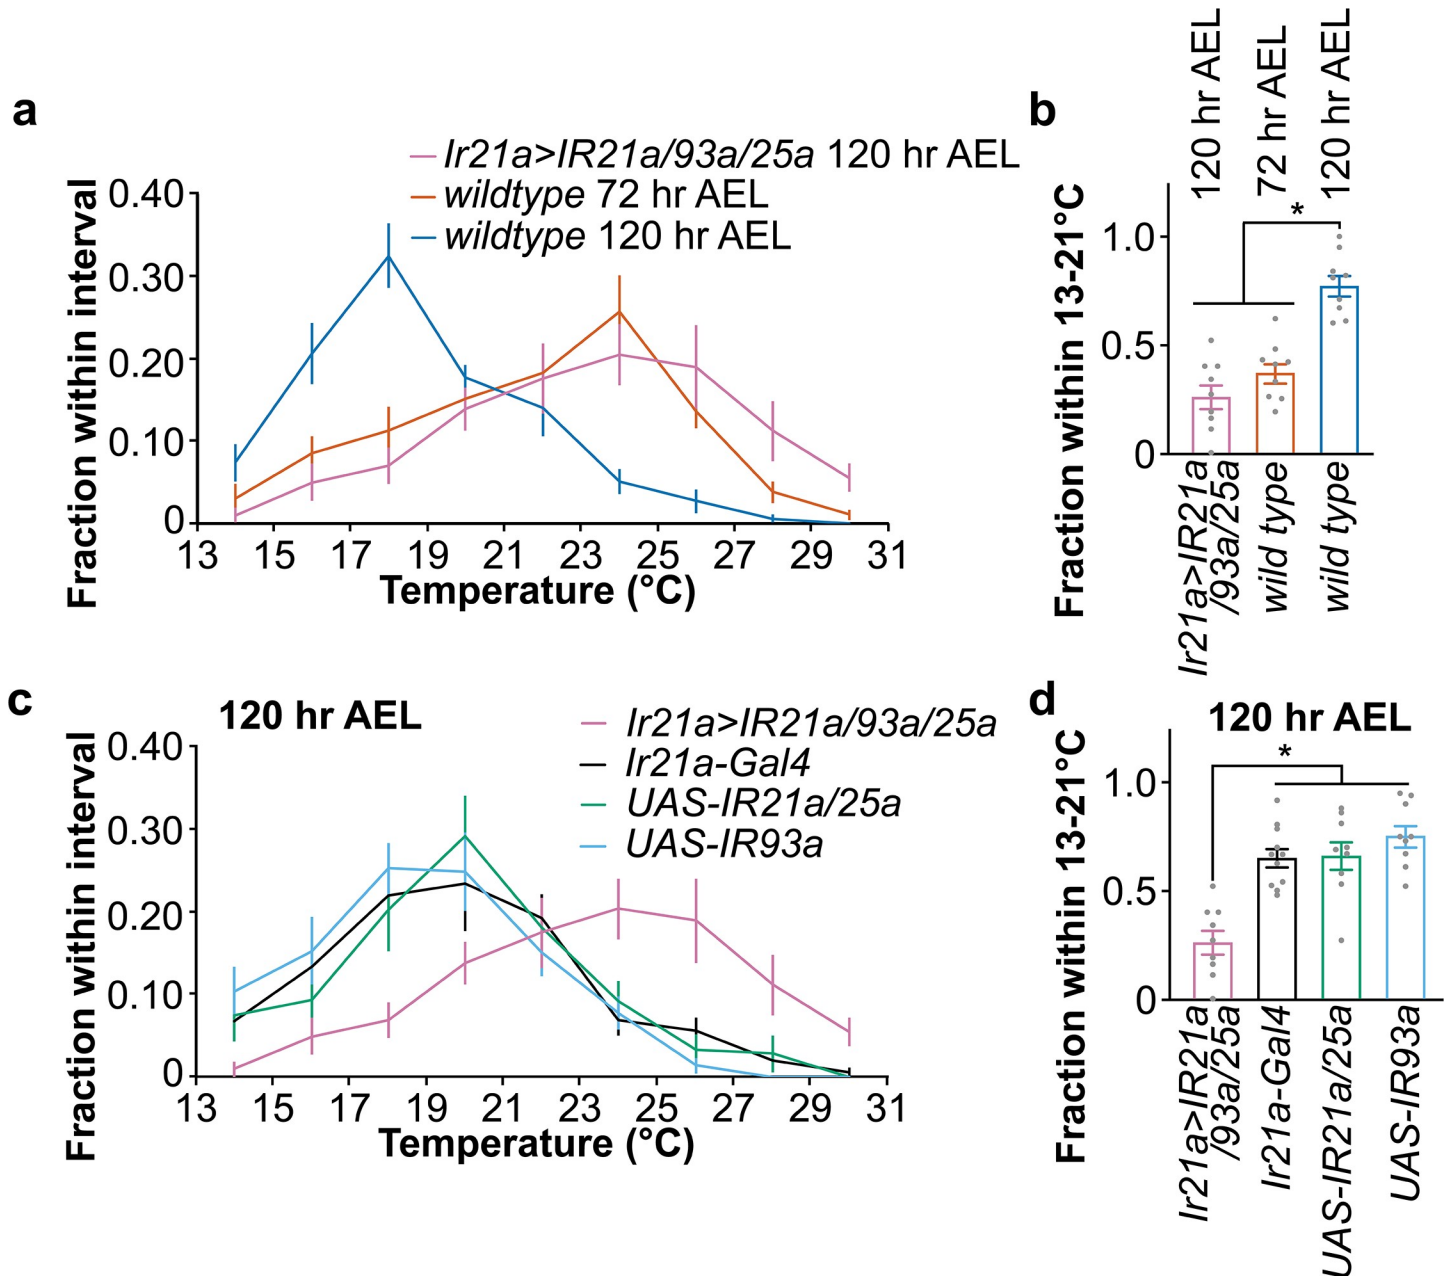 a
Ir21a>IR21a/93a/25a 120 hr AEL
wildtype 72 hr AEL
wildtype 120 hr AEL
Fraction within interval
0.40
0.30
0.20
0.10
0
13 15 17 19 21 23 25 27 29 31
Temperature (°C)
b
120 hr AEL
72 hr AEL
120 hr AEL
Fraction within 13-21°C
*
1.0
0.5
0
Ir21a>IR21a
/93a/25a
wild type
wild type
c
120 hr AEL
Ir21a>IR21a/93a/25a
Ir21a-Gal4
UAS-IR21a/25a
UAS-IR93a
Fraction within interval
0.40
0.30
0.20
0.10
0
13 15 17 19 21 23 25 27 29 31
Temperature (°C)
d
120 hr AEL
Fraction within 13-21°C
*
1.0
0.5
0
Ir21a>IR21a
/93a/25a
Ir21a-Gal4
UAS-IR21a/25a
UAS-IR93a